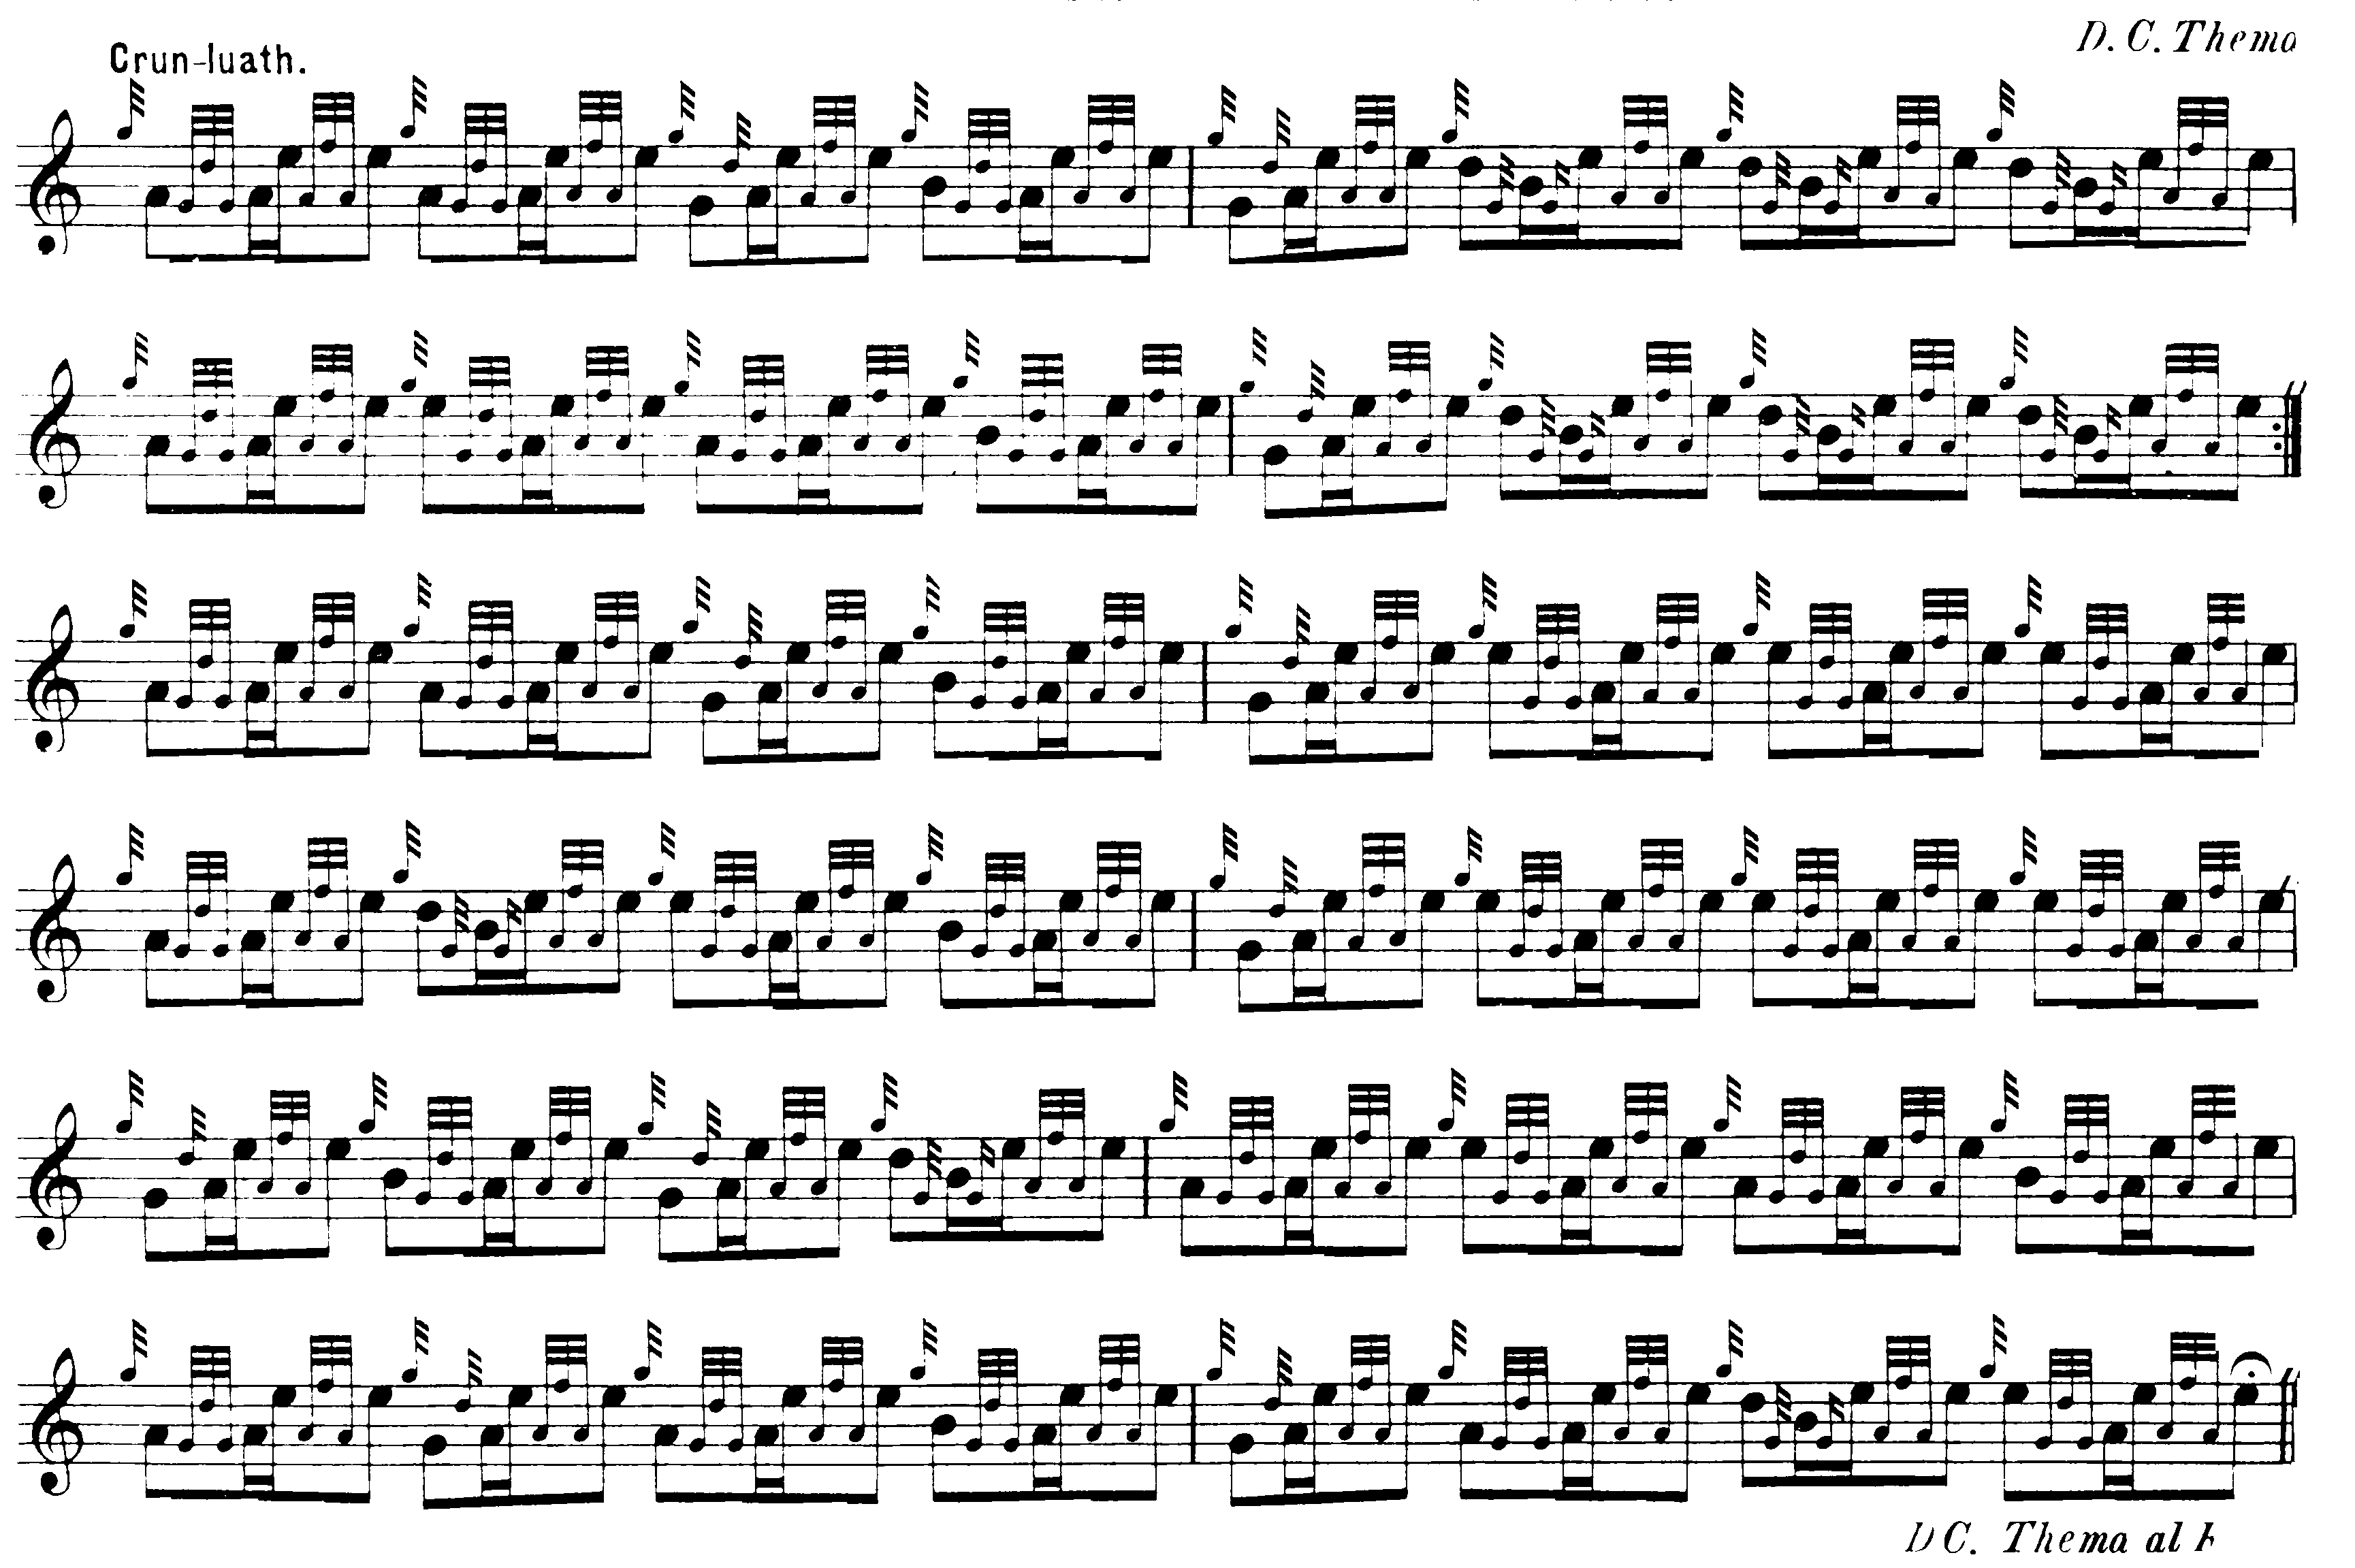 D. C. Thema
Crun-luath.
D C. Thema al